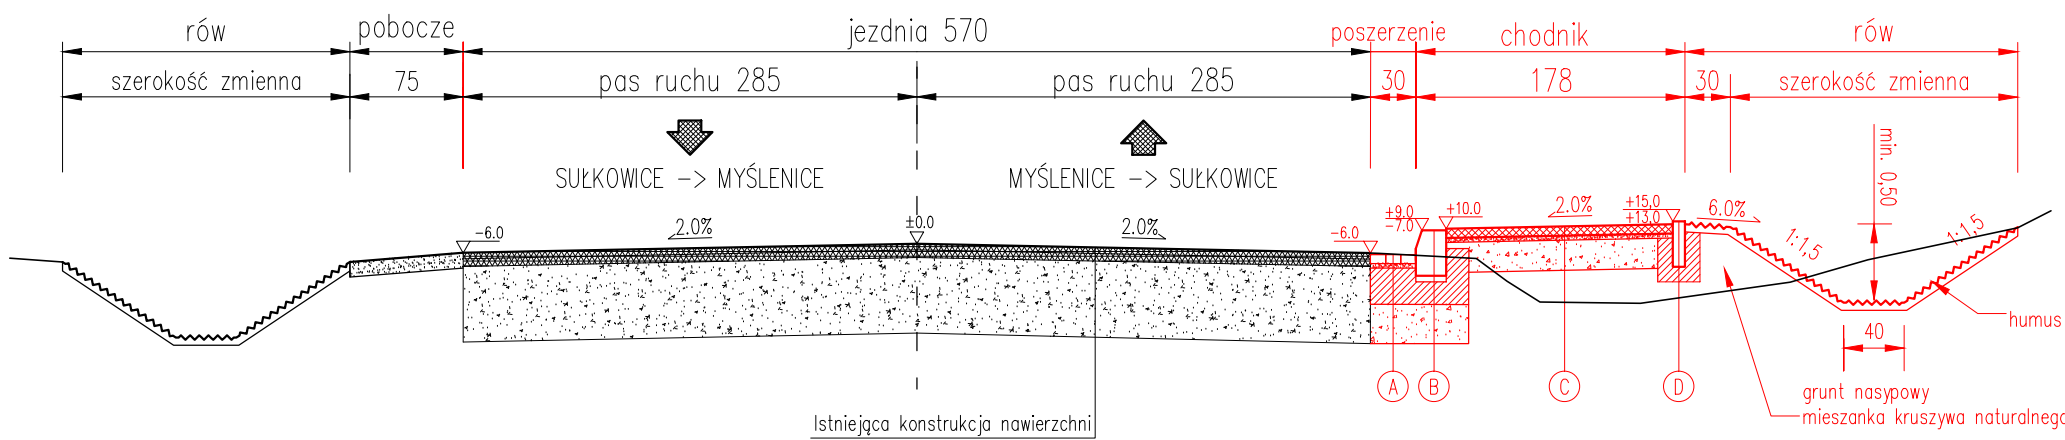 rów
pobocze
jezdnia 570
poszerzenie
chodnik
rów
szerokość zmienna
75
pas ruchu 285
pas ruchu 285
30
178
30
szerokość zmienna
SUŁKOWICE -> MYŚLENICE
MYŚLENICE -> SUŁKOWICE
min. 0,50
-6.0
2.0%
±0.0
2.0%
-6.0
+9.0
-7.0
+10.0
2.0%
+15,0
+13.0
6.0%
1:1,5
1:1,5
humus
40
A
B
C
D
grunt nasypowy
mieszanka kruszywa naturalnego
Istniejąca konstrukcja nawierzchni